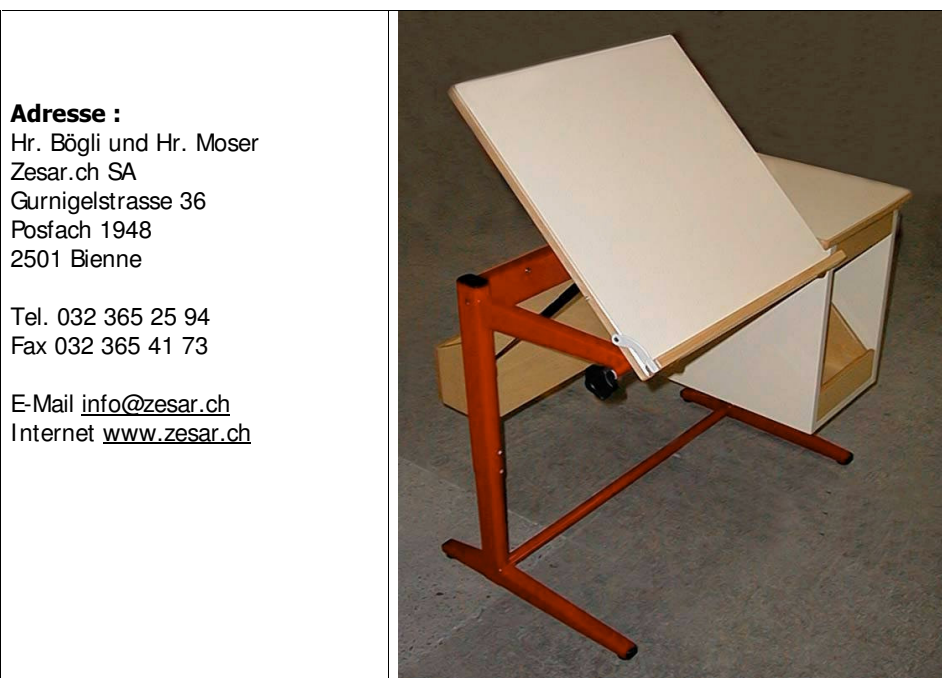 Adresse :
Hr. Bögli und Hr. Moser
Zesar.ch SA
Gurnigelstrasse 36
Posfach 1948
2501 Bienne
Tel. 032 365 25 94
Fax 032 365 41 73
E-Mail info@zesar.ch
Internet www.zesar.ch